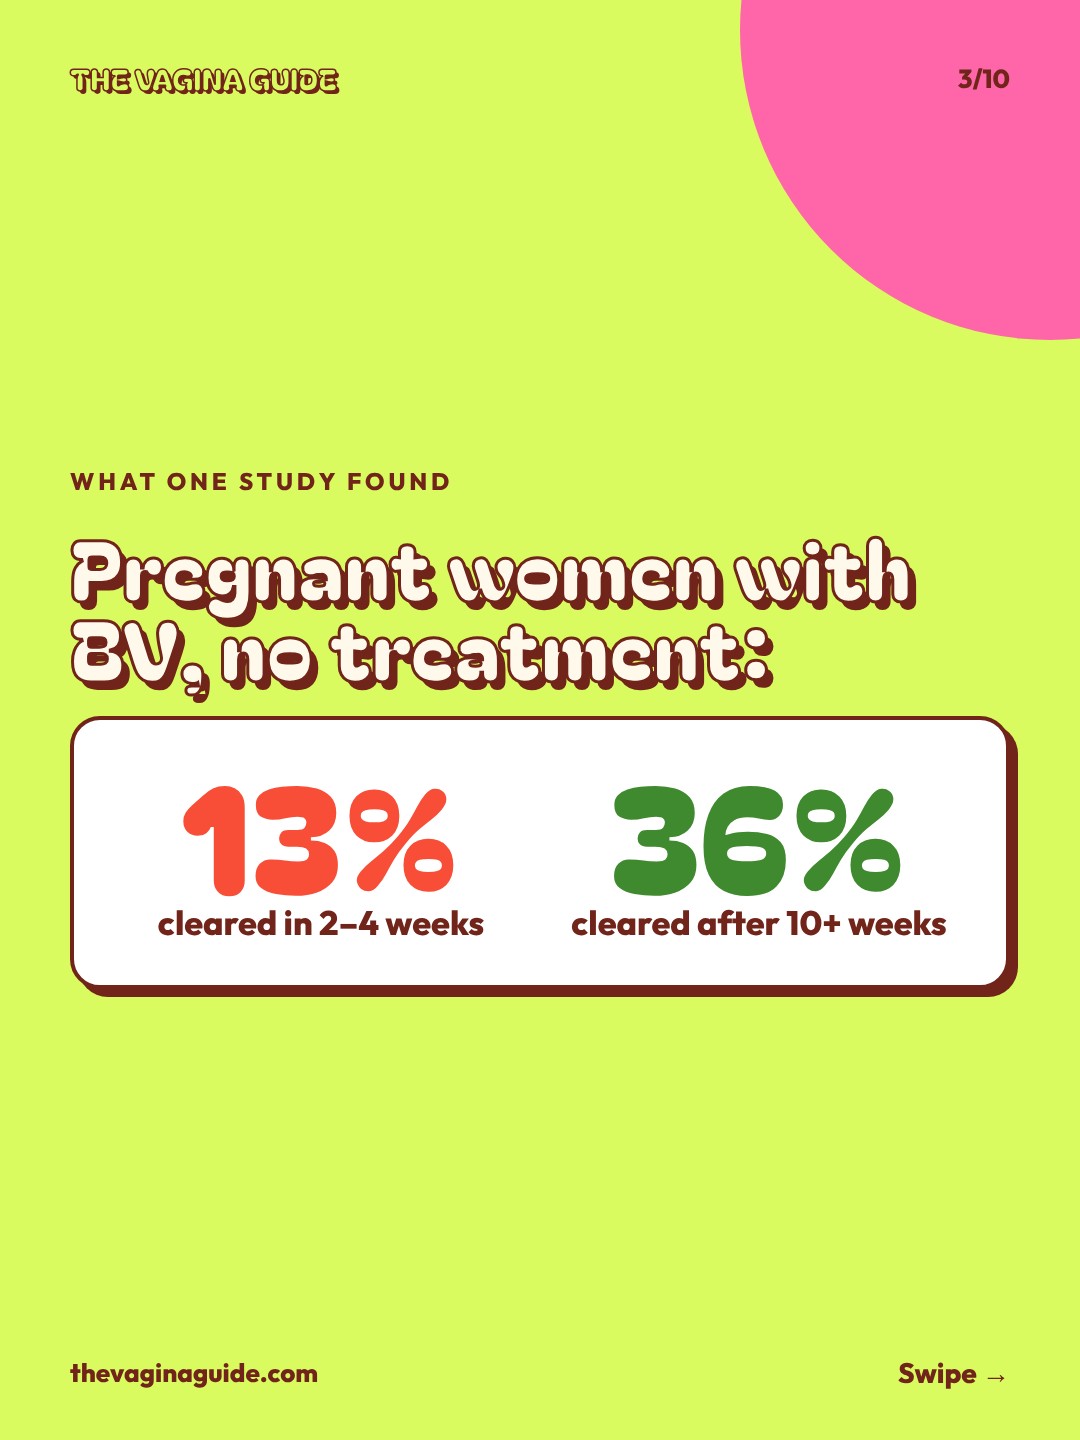 THE VAGINA GUIDE
3/10
WHAT ONE STUDY FOUND
Pregnant women with
BV, no treatment:
13%
cleared in 2–4 weeks
36%
cleared after 10+ weeks
thevaginaguide.com
Swipe →